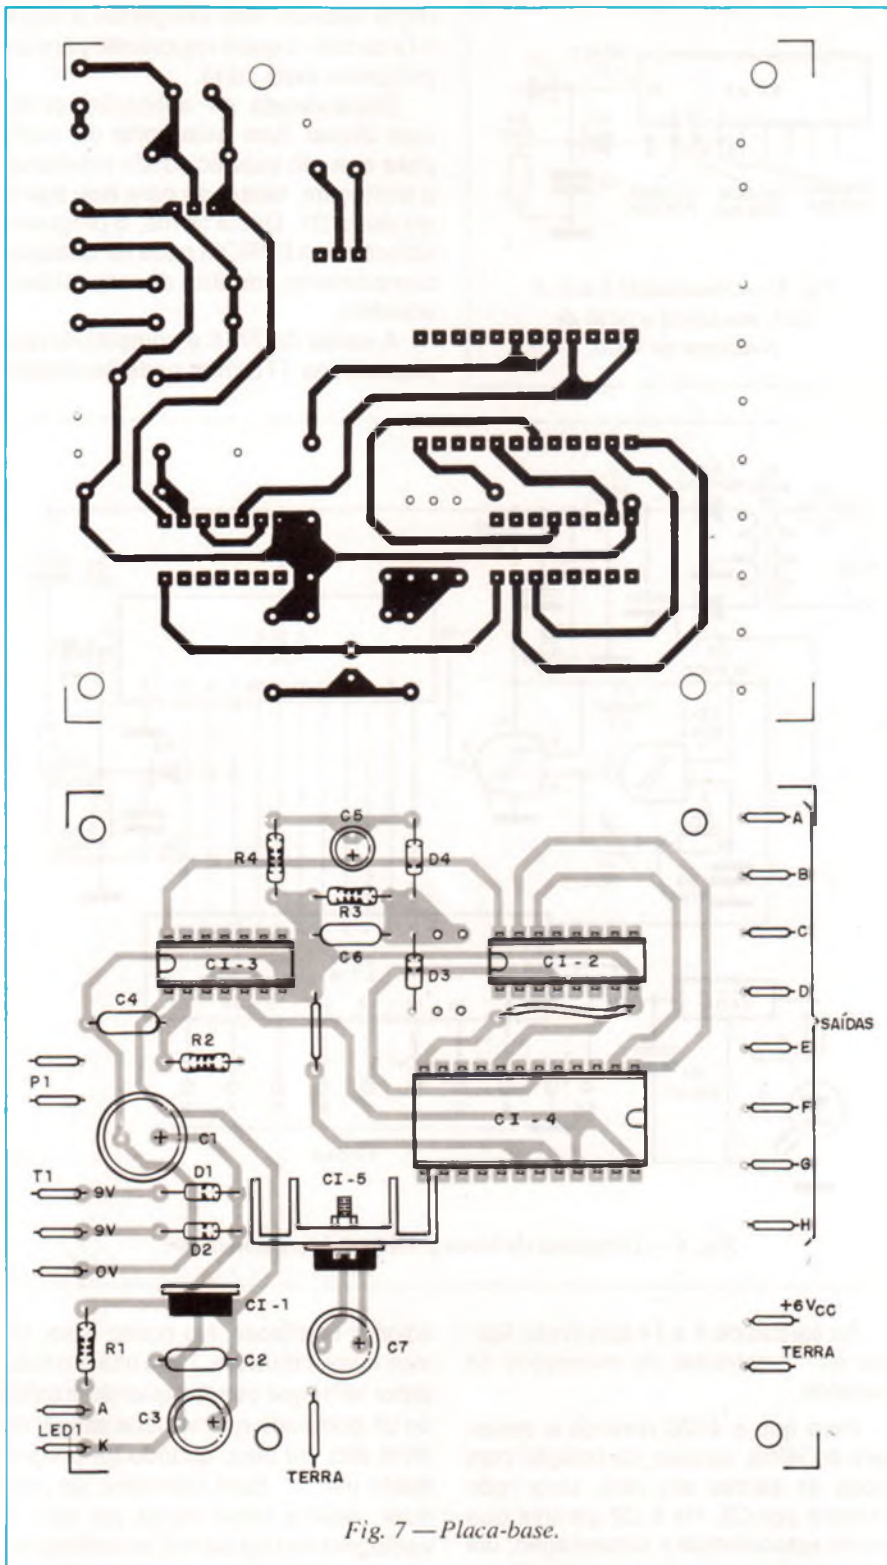 C5
R4
D4
A
B
R3
C6
C
CI-3
CI-2
D3
D
C4
SAÍDAS
R2
E
P1
F
CI-4
C1
G
T1
9V
D1
CI-5
H
9V
D2
0V
CI-1
+6VCC
R1
C2
C7
TERRA
A
C3
LED1
K
TERRA
Fig. 7 — Placa-base.